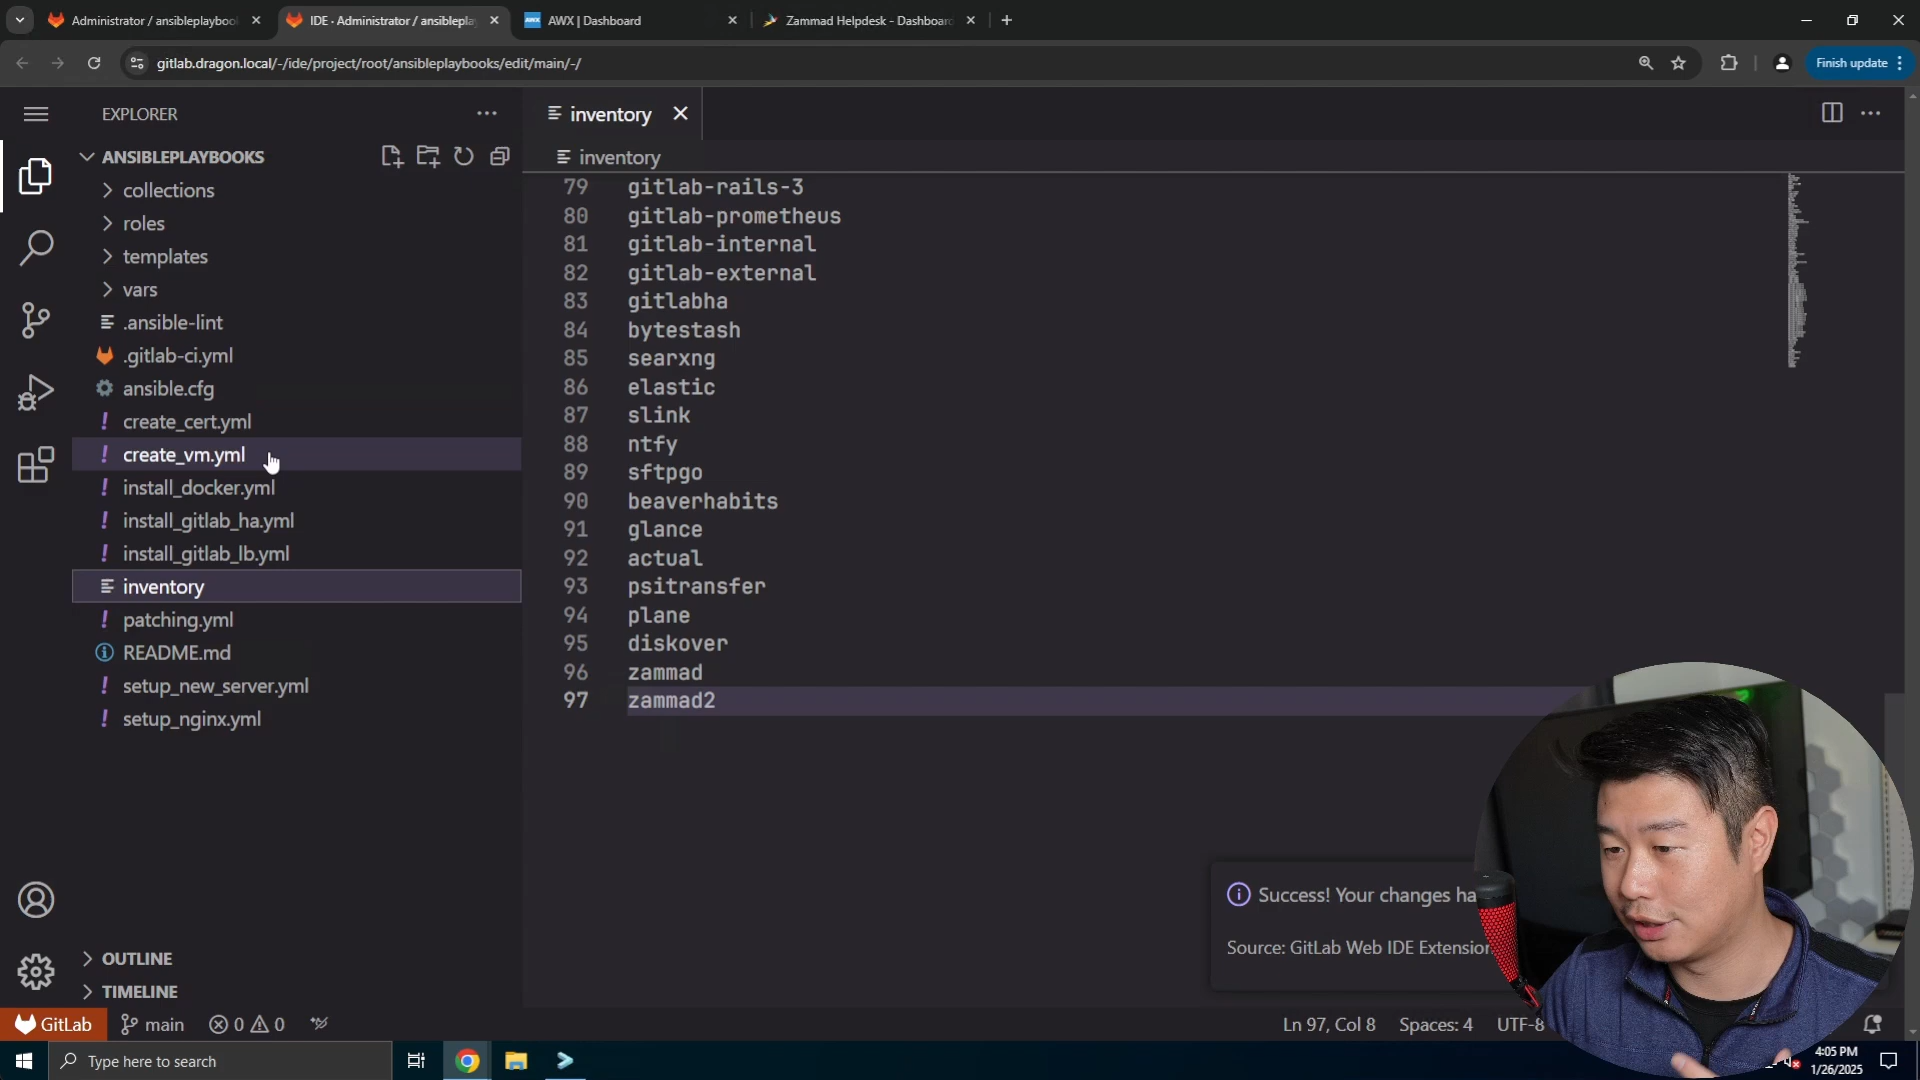 Administrator / ansibleplaybook
IDE · Administrator / ansiblepla
AWX | Dashboard
Zammad Helpdesk - Dashboard
gitlab.dragon.local/-/ide/project/root/ansibleplaybooks/edit/main/-/
Finish update
EXPLORER
ANSIBLEPLAYBOOKS
collections
roles
templates
vars
.ansible-lint
.gitlab-ci.yml
ansible.cfg
! create_cert.yml
! create_vm.yml
! install_docker.yml
! install_gitlab_ha.yml
! install_gitlab_lb.yml
inventory
! patching.yml
README.md
! setup_new_server.yml
! setup_nginx.yml
OUTLINE
TIMELINE
inventory
inventory
79 gitlab-rails-3
80 gitlab-prometheus
81 gitlab-internal
82 gitlab-external
83 gitlabha
84 bytestash
85 searxng
86 elastic
87 slink
88 ntfy
89 sftpgo
90 beaverhabits
91 glance
92 actual
93 psitransfer
94 plane
95 diskover
96 zammad
97 zammad2
Success! Your changes ha
Source: GitLab Web IDE Extension
GitLab
main
0
0
Ln 97, Col 8
Spaces: 4
UTF-8
Type here to search
4:05 PM
1/26/2025